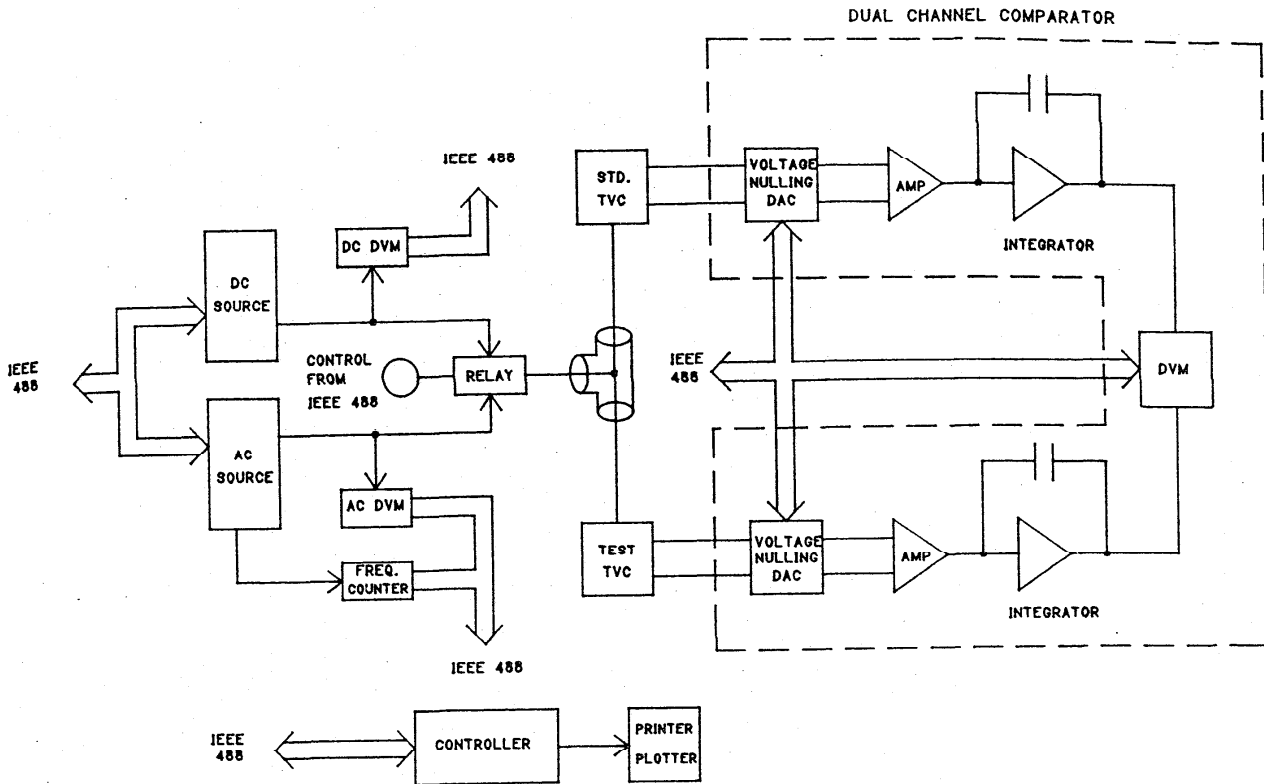 DUAL CHANNEL COMPARATOR
IEEE 488
STD.
TVC
VOLTAGE
NULLING
DAC
AMP
INTEGRATOR
DC DVM
DC
SOURCE
IEEE
488
CONTROL
FROM
IEEE 488
RELAY
IEEE
488
DVM
AC
SOURCE
AC DVM
FREQ.
COUNTER
TEST
TVC
VOLTAGE
NULLING
DAC
AMP
INTEGRATOR
IEEE 488
IEEE
488
CONTROLLER
PRINTER
PLOTTER